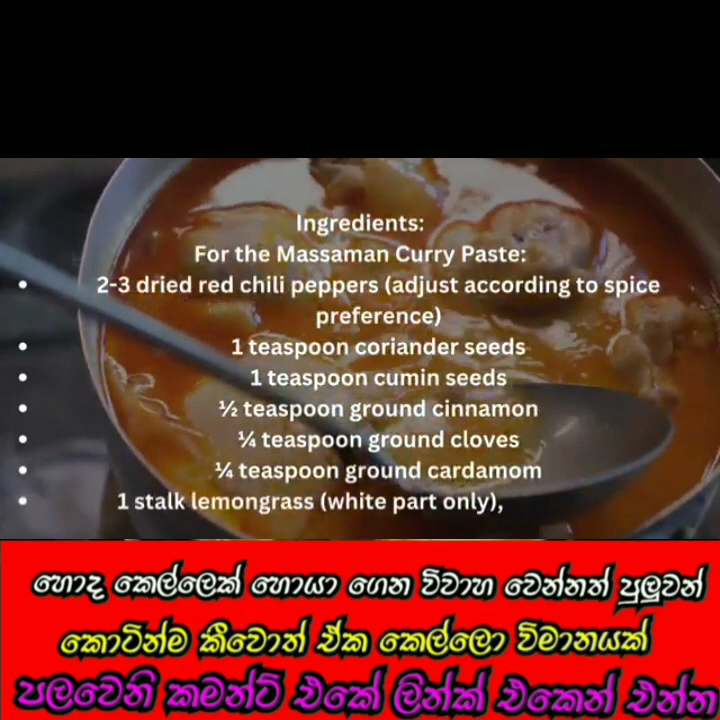 Ingredients:
For the Massaman Curry Paste:
• 2-3 dried red chili peppers (adjust according to spice
preference)
• 1 teaspoon coriander seeds
• 1 teaspoon cumin seeds
• ½ teaspoon ground cinnamon
• ¼ teaspoon ground cloves
• ¼ teaspoon ground cardamom
• 1 stalk lemongrass (white part only),
හොද කෙල්ලෙක් හොයා ගෙන විවාහ වෙන්නත් පුලුවන්
කොටින්ම කීවොත් ඒක කෙල්ලො විමානයක්
පලවෙනි කමන්ට් එකේ ලින්ක් එකෙන් එන්න